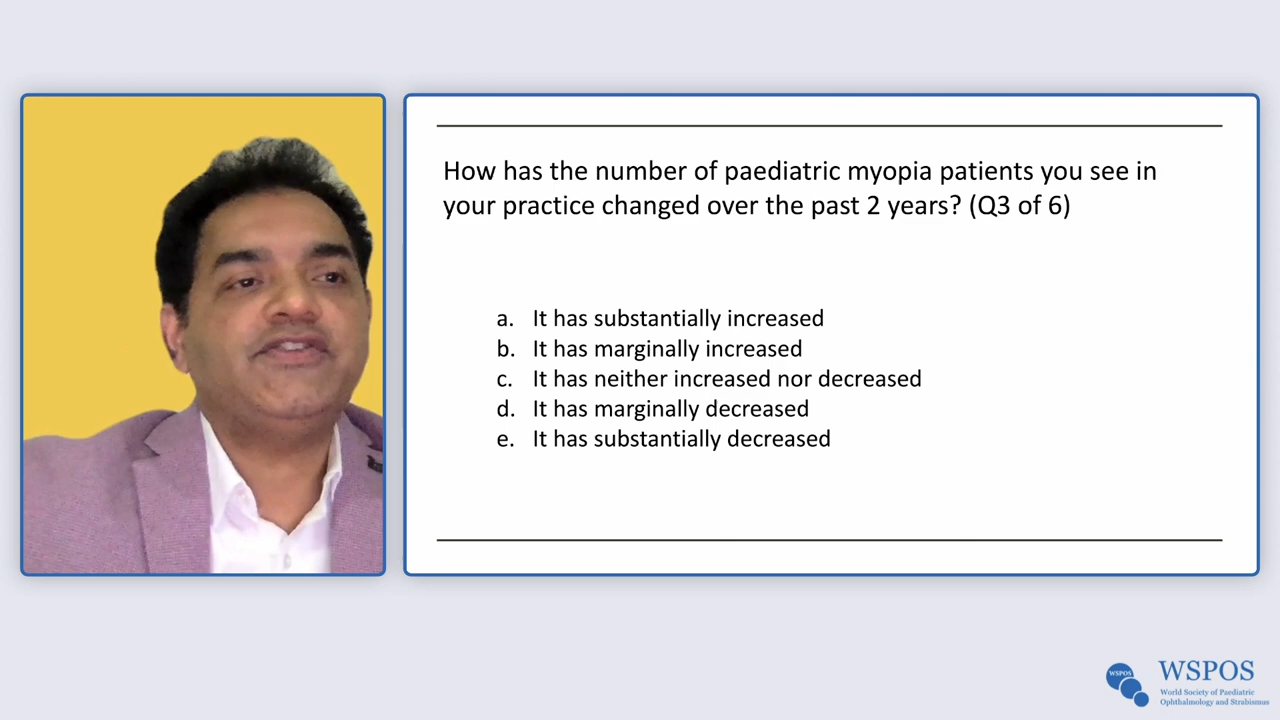 How has the number of paediatric myopia patients you see in
your practice changed over the past 2 years? (Q3 of 6)
a. It has substantially increased
b. It has marginally increased
c. It has neither increased nor decreased
d. It has marginally decreased
e. It has substantially decreased
WSPOS
WSPOS
World Society of Paediatric
Ophthalmology and Strabismus